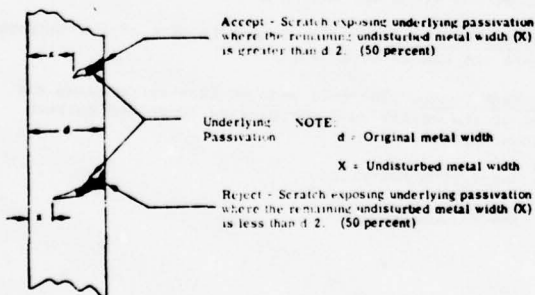 Accept - Scratch exposing underlying passivation
where the remaining undisturbed metal width (X)
is greater than d 2. (50 percent)
x
d
Underlying NOTE:
Passivation d = Original metal width
X = Undisturbed metal width
Reject - Scratch exposing underlying passivation
where the remaining undisturbed metal width (X)
is less than d 2. (50 percent)
x